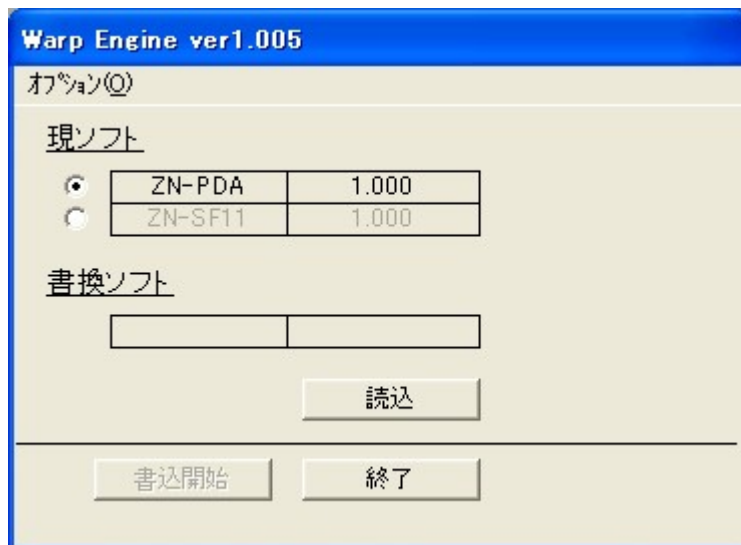 Warp Engine ver1.005
ｵﾌﾟｼｮﾝ(O)
現ソフト
ZN-PDA 1.000
ZN-SF11 1.000
書換ソフト
読込
書込開始 終了